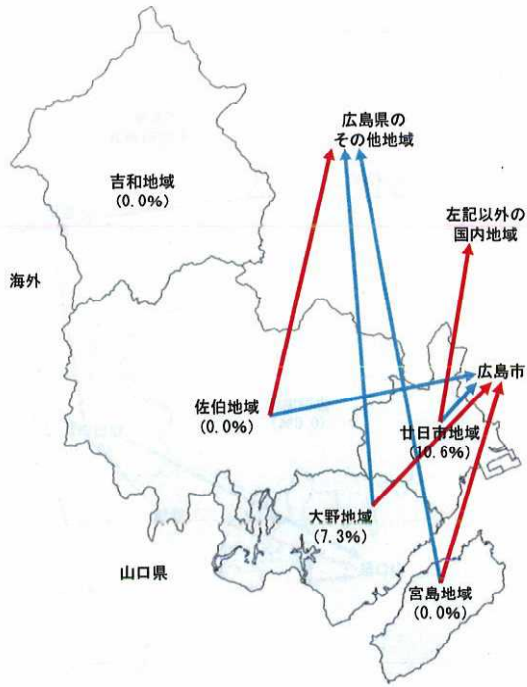 広島県の
その他地域
吉和地域
(0.0%)
左記以外の
国内地域
海外
広島市
佐伯地域
(0.0%)
廿日市地域
(10.6%)
大野地域
(7.3%)
山口県
宮島地域
(0.0%)